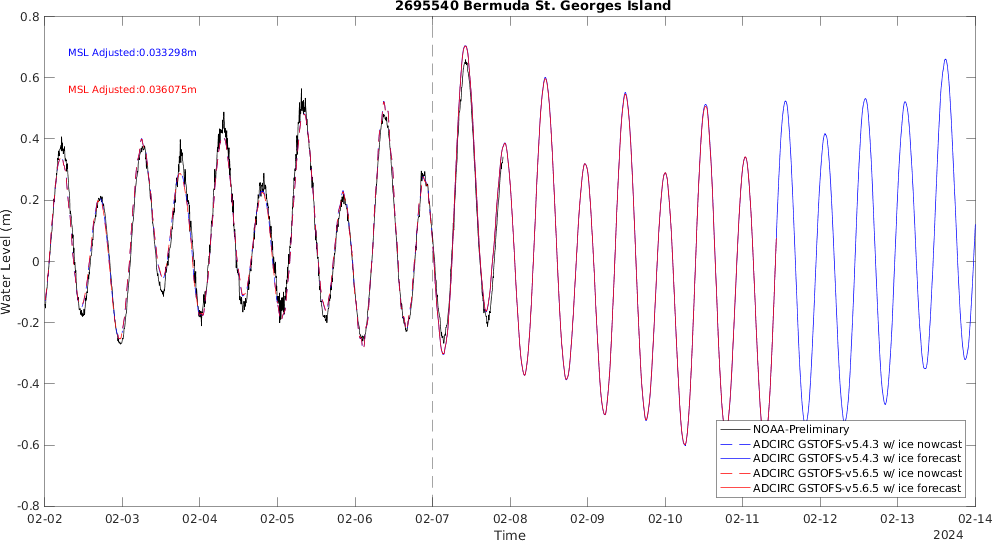 2695540 Bermuda St. Georges Island
MSL Adjusted:0.033298m
MSL Adjusted:0.036075m
Water Level (m)
0.8
0.6
0.4
0.2
0
-0.2
-0.4
-0.6
-0.8
NOAA-Preliminary
ADCIRC GSTOFS-v5.4.3 w/ ice nowcast
ADCIRC GSTOFS-v5.4.3 w/ ice forecast
ADCIRC GSTOFS-v5.6.5 w/ ice nowcast
ADCIRC GSTOFS-v5.6.5 w/ ice forecast
02-02 02-03 02-04 02-05 02-06 02-07 02-08 02-09 02-10 02-11 02-12 02-13 02-14
Time
2024